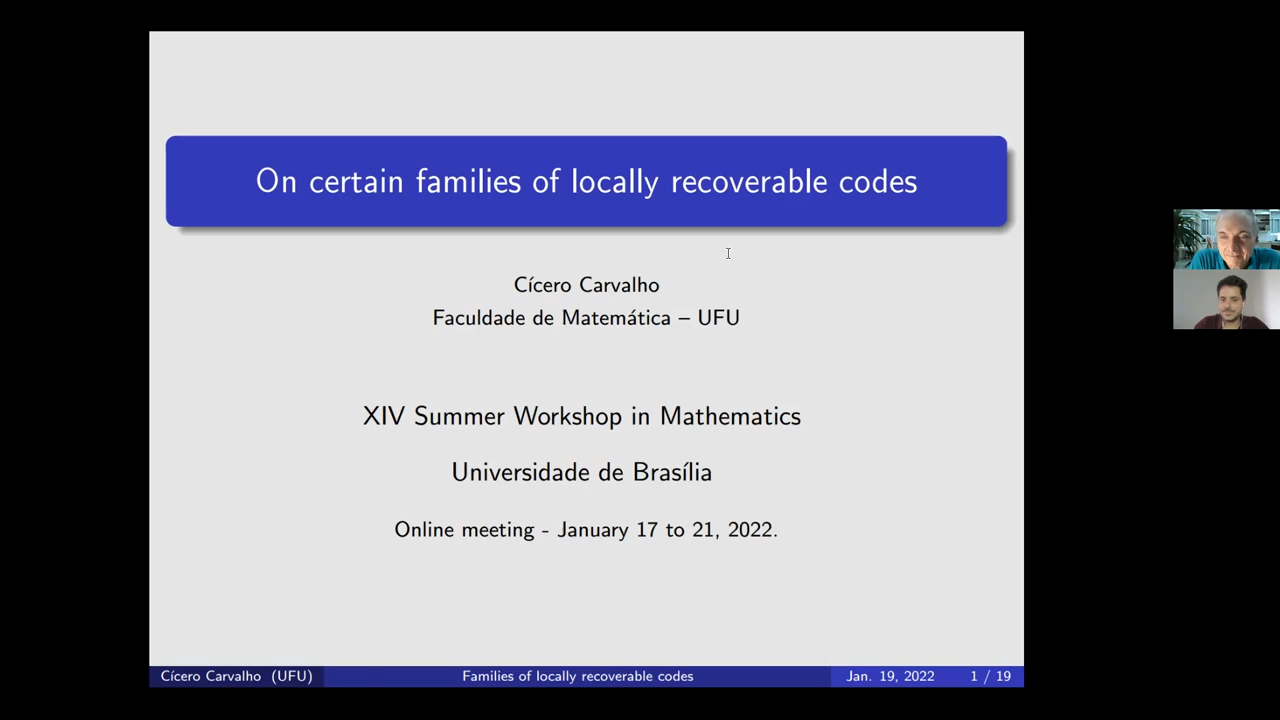 On certain families of locally recoverable codes
Cícero Carvalho
Faculdade de Matemática – UFU
XIV Summer Workshop in Mathematics
Universidade de Brasília
Online meeting - January 17 to 21, 2022.
Cícero Carvalho (UFU) Families of locally recoverable codes Jan. 19, 2022 1 / 19